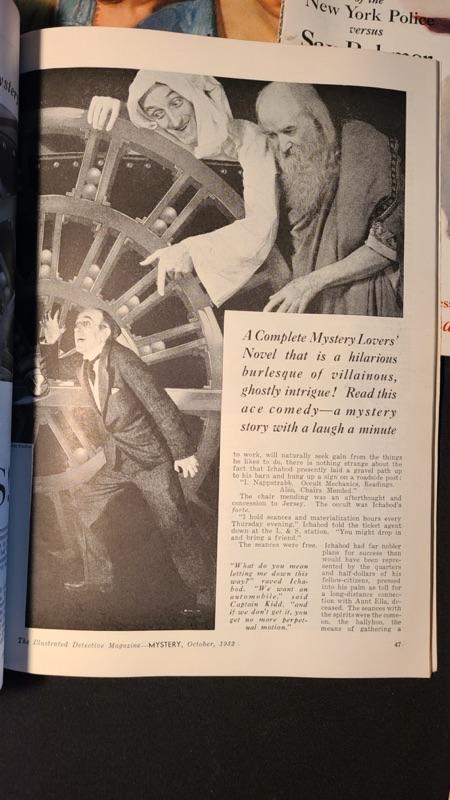 New York Police
versus
A Complete Mystery Lovers'
Novel that is a hilarious
burlesque of villainous,
ghostly intrigue! Read this
ace comedy—a mystery
story with a laugh a minute
to work, will naturally seek gain from the things
he likes to do, there is nothing strange about the
fact that Ichabod presently laid a gravel path up
to his barn and hung up a sign on a roadside post:
"I. Nappstrabb. Occult Mechanics, Readings.
Also, Chairs Mended."
The chair mending was an afterthought and
concession to Jersey. The occult was Ichabod's
forte.
"I hold seances and materialization hours every
Thursday evening," Ichabod told the ticket agent
down at the L. & S. station. "You might drop in
and bring a friend."
The seances were free. Ichabod had far nobler
plans for success than
would have been repre-
sented by the quarters
and half-dollars of his
fellow-citizens, pressed
into his palm as toll for
a long-distance connec-
tion with Aunt Ella, de-
ceased. The seances with
the spirits were the come-
on, the ballyhoo, the
means of gathering a
"What do you mean
letting me down this
way?" raved Icha-
bod. "We want an
automobile," said
Captain Kidd, "and
if we don't get it, you
get no more perpet-
ual motion."
The Illustrated Detective Magazine—MYSTERY, October, 1932
47